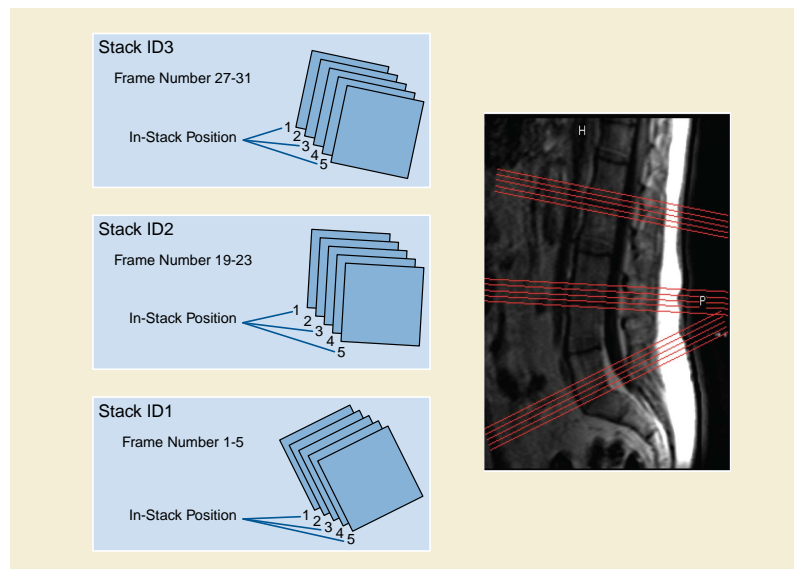 Stack ID3
Frame Number 27-31
In-Stack Position
1
2
3
4
5
Stack ID2
Frame Number 19-23
In-Stack Position
1
2
3
4
5
Stack ID1
Frame Number 1-5
In-Stack Position
1
2
3
4
5
H
P